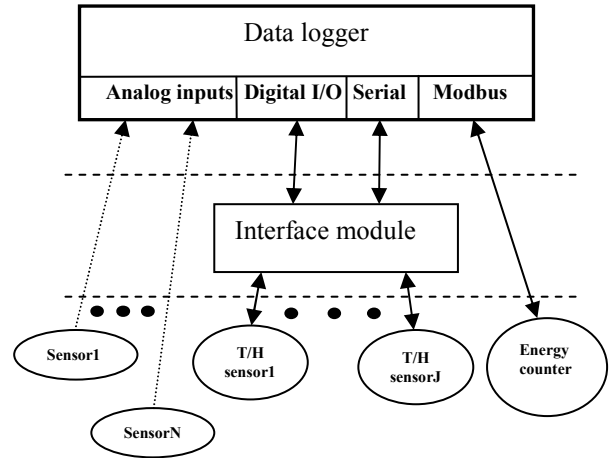 Data logger
Analog inputs Digital I/O Serial Modbus
Interface module
Sensor1
T/H
sensor1
T/H
sensorJ
Energy
counter
SensorN